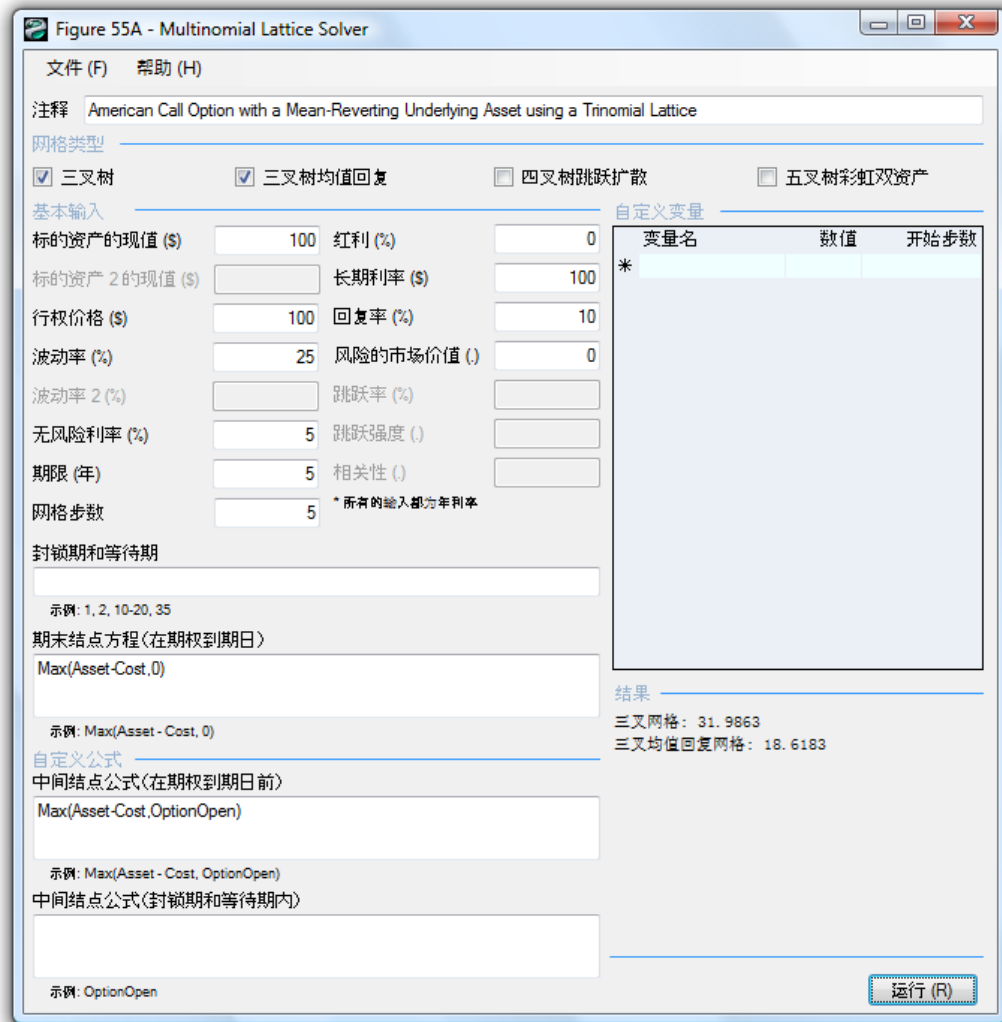 Figure 55A - Multinomial Lattice Solver
文件 (F) 帮助 (H)
注释 American Call Option with a Mean-Reverting Underlying Asset using a Trinomial Lattice
网格类型
三叉树 三叉树均值回复 四叉树跳跃扩散 五叉树彩虹双资产
基本输入
标的资产的现值 ($) 100 红利 (%) 0
标的资产 2的现值 ($) 长期利率 ($) 100
行权价格 ($) 100 回复率 (%) 10
波动率 (%) 25 风险的市场价值 (.) 0
波动率 2 (%) 跳跃率 (%)
无风险利率 (%) 5 跳跃强度 (.)
期限 (年) 5 相关性 (.)
网格步数 5 * 所有的输入都为年利率
封锁期和等待期
示例: 1, 2, 10-20, 35
期末结点方程(在期权到期日)
Max(Asset-Cost,0)
示例: Max(Asset - Cost, 0)
自定义公式
中间结点公式(在期权到期日前)
Max(Asset-Cost,OptionOpen)
示例: Max(Asset - Cost, OptionOpen)
中间结点公式(封锁期和等待期内)
示例: OptionOpen
自定义变量
变量名 数值 开始步数
*
结果
三叉网格: 31.9863
三叉均值回复网格: 18.6183
运行 (R)